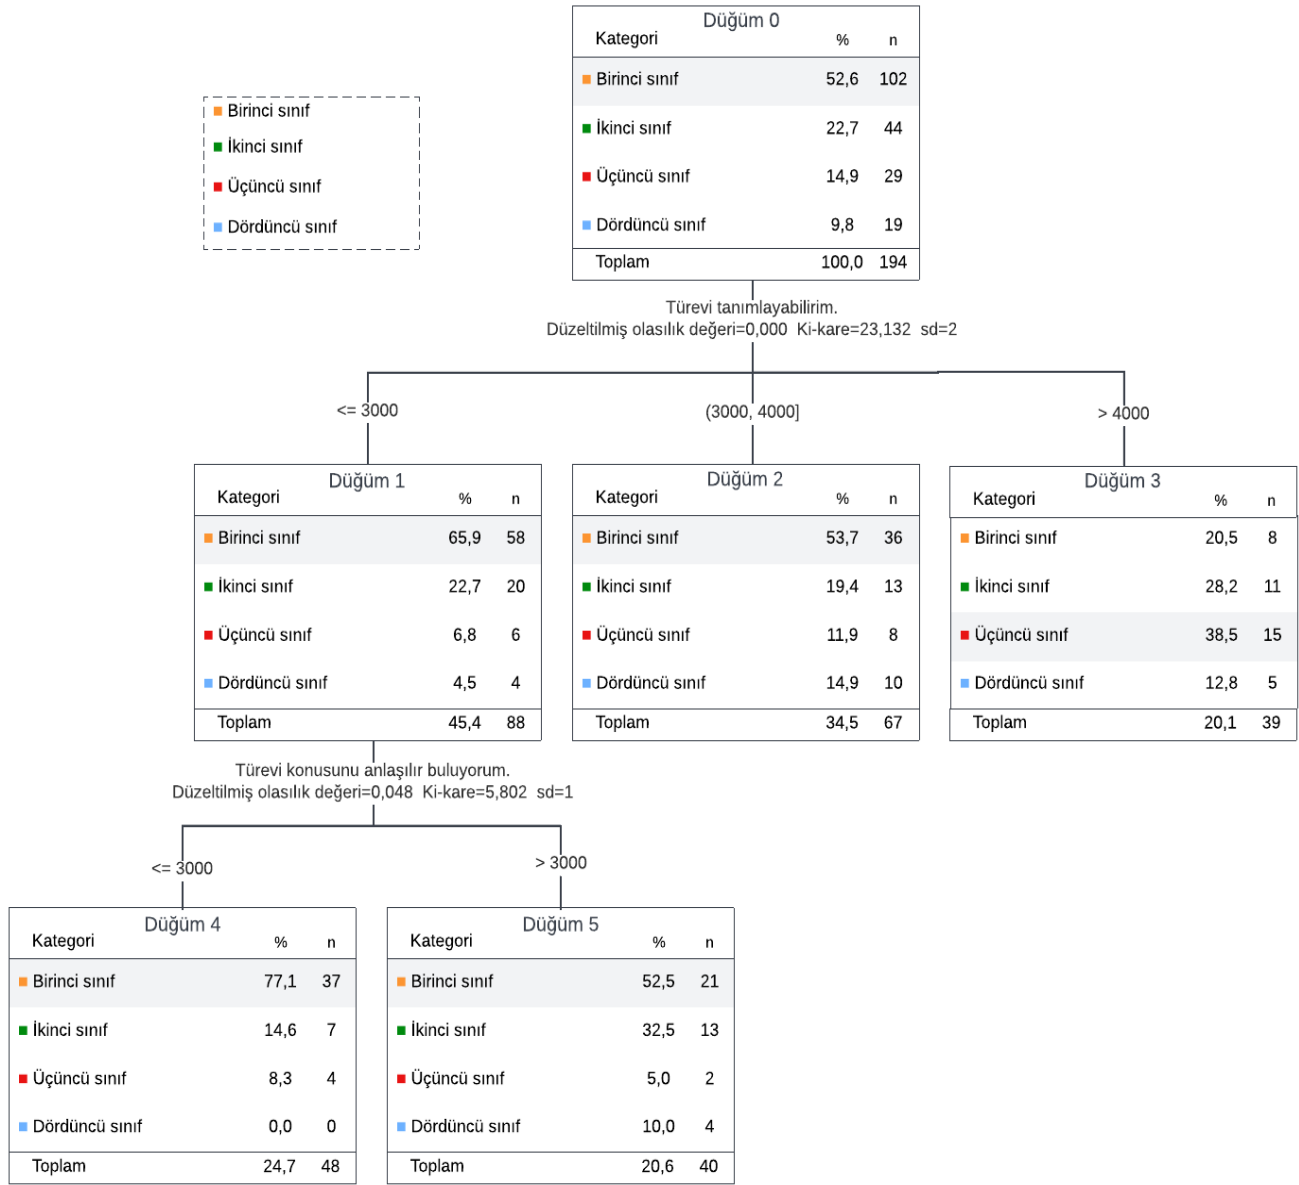 Düğüm 0
Kategori % n
Birinci sınıf 52,6 102
İkinci sınıf 22,7 44
Üçüncü sınıf 14,9 29
Dördüncü sınıf 9,8 19
Toplam 100,0 194
Birinci sınıf
İkinci sınıf
Üçüncü sınıf
Dördüncü sınıf
Türevi tanımlayabilirim.
Düzeltilmiş olasılık değeri=0,000 Ki-kare=23,132 sd=2
<= 3000
(3000, 4000]
> 4000
Düğüm 1
Kategori % n
Birinci sınıf 65,9 58
İkinci sınıf 22,7 20
Üçüncü sınıf 6,8 6
Dördüncü sınıf 4,5 4
Toplam 45,4 88
Düğüm 2
Kategori % n
Birinci sınıf 53,7 36
İkinci sınıf 19,4 13
Üçüncü sınıf 11,9 8
Dördüncü sınıf 14,9 10
Toplam 34,5 67
Düğüm 3
Kategori % n
Birinci sınıf 20,5 8
İkinci sınıf 28,2 11
Üçüncü sınıf 38,5 15
Dördüncü sınıf 12,8 5
Toplam 20,1 39
Türevi konusunu anlaşılır buluyorum.
Düzeltilmiş olasılık değeri=0,048 Ki-kare=5,802 sd=1
<= 3000
> 3000
Düğüm 4
Kategori % n
Birinci sınıf 77,1 37
İkinci sınıf 14,6 7
Üçüncü sınıf 8,3 4
Dördüncü sınıf 0,0 0
Toplam 24,7 48
Düğüm 5
Kategori % n
Birinci sınıf 52,5 21
İkinci sınıf 32,5 13
Üçüncü sınıf 5,0 2
Dördüncü sınıf 10,0 4
Toplam 20,6 40